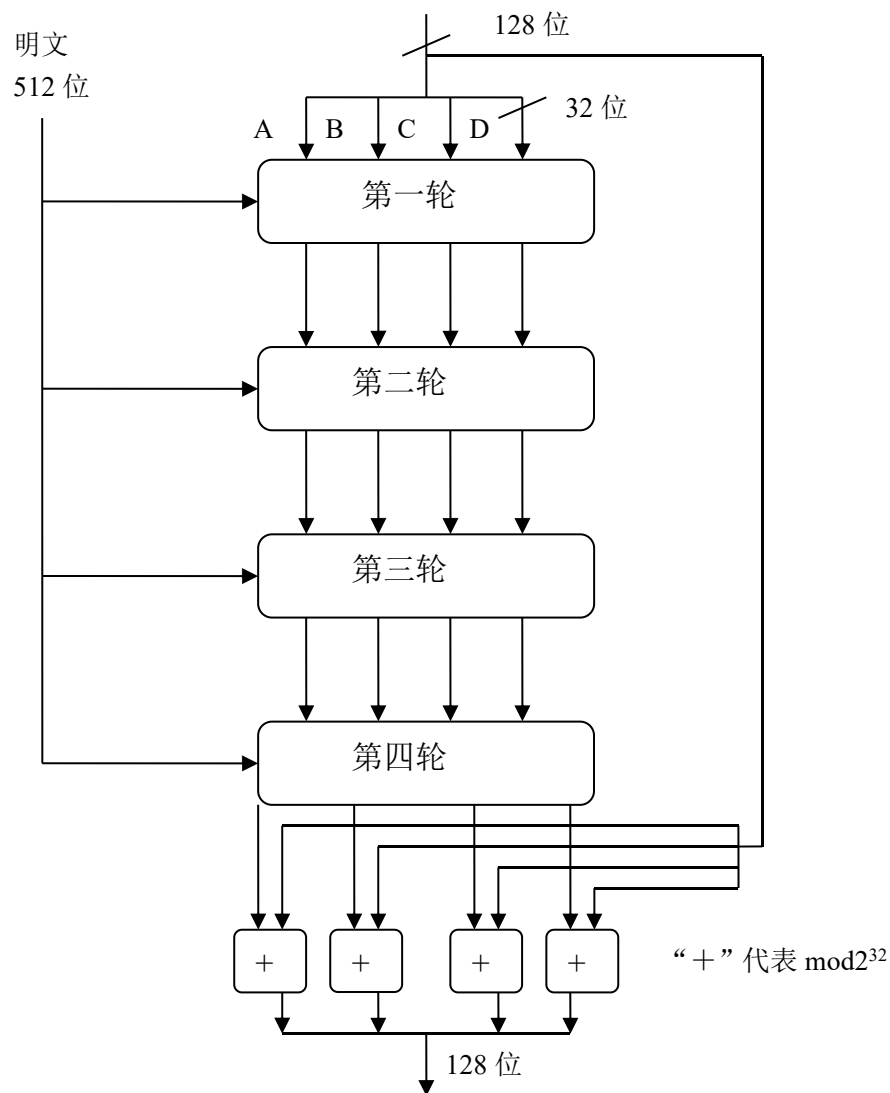 128 位
明文
512 位
A B C D 32 位
第一轮
第二轮
第三轮
第四轮
+ + + + “＋”代表 mod2³²
128 位